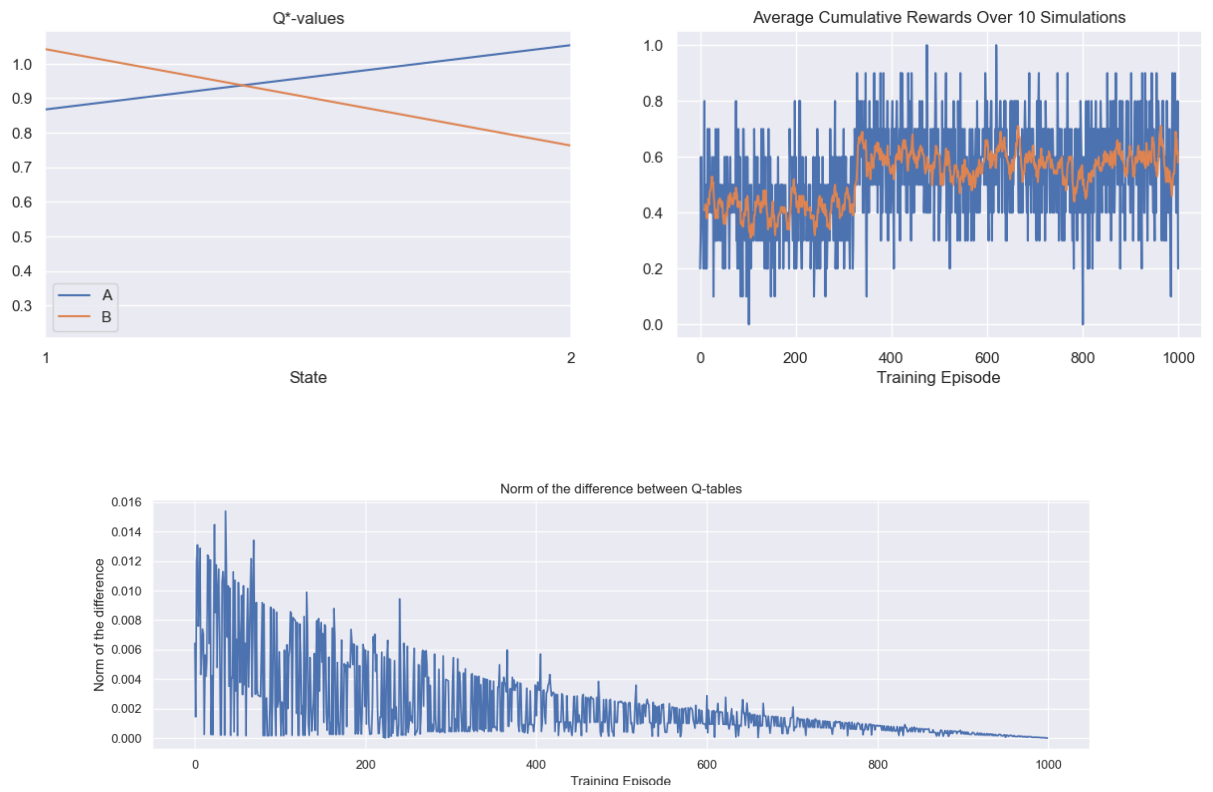 Q*-values
1.0
0.9
0.8
0.7
0.6
0.5
0.4
0.3
A
B
1 2
State
Average Cumulative Rewards Over 10 Simulations
1.0
0.8
0.6
0.4
0.2
0.0
0 200 400 600 800 1000
Training Episode
Norm of the difference between Q-tables
Norm of the difference
0.016
0.014
0.012
0.010
0.008
0.006
0.004
0.002
0.000
0 200 400 600 800 1000
Training Episode